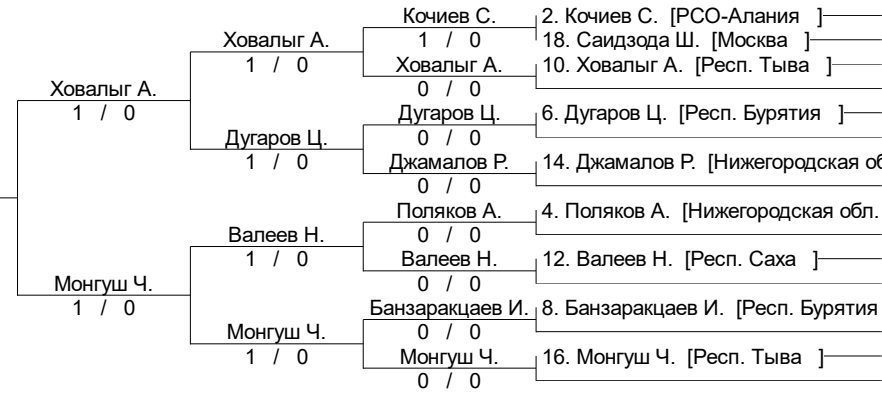 Кочиев С. 2. Кочиев С. [РСО-Алания ]
Ховалыг А. 1 / 0 18. Саидзода Ш. [Москва ]
1 / 0 Ховалыг А. 10. Ховалыг А. [Респ. Тыва ]
Ховалыг А. 0 / 0
1 / 0 Дугаров Ц. 6. Дугаров Ц. [Респ. Бурятия ]
Дугаров Ц. 0 / 0
1 / 0 Джамалов Р. 14. Джамалов Р. [Нижегородская об
0 / 0
Поляков А. 4. Поляков А. [Нижегородская обл.
Валеев Н. 0 / 0
1 / 0 Валеев Н. 12. Валеев Н. [Респ. Саха ]
Монгуш Ч. 0 / 0
1 / 0 Банзаракцаев И. 8. Банзаракцаев И. [Респ. Бурятия
Монгуш Ч. 0 / 0
1 / 0 Монгуш Ч. 16. Монгуш Ч. [Респ. Тыва ]
0 / 0